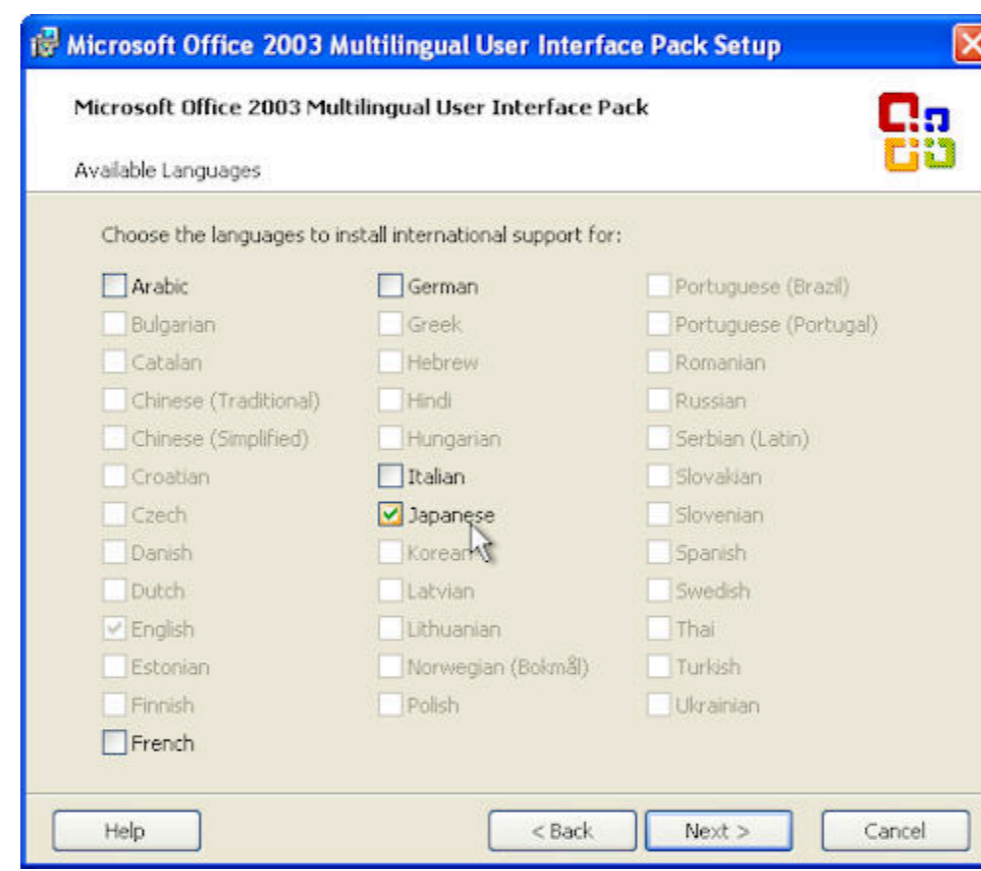 Microsoft Office 2003 Multilingual User Interface Pack Setup
Microsoft Office 2003 Multilingual User Interface Pack
Available Languages
Choose the languages to install international support for:
Arabic
Bulgarian
Catalan
Chinese (Traditional)
Chinese (Simplified)
Croatian
Czech
Danish
Dutch
English
Estonian
Finnish
French
German
Greek
Hebrew
Hindi
Hungarian
Italian
Japanese
Korean
Latvian
Lithuanian
Norwegian (Bokmål)
Polish
Portuguese (Brazil)
Portuguese (Portugal)
Romanian
Russian
Serbian (Latin)
Slovakian
Slovenian
Spanish
Swedish
Thai
Turkish
Ukrainian
Help
< Back
Next >
Cancel